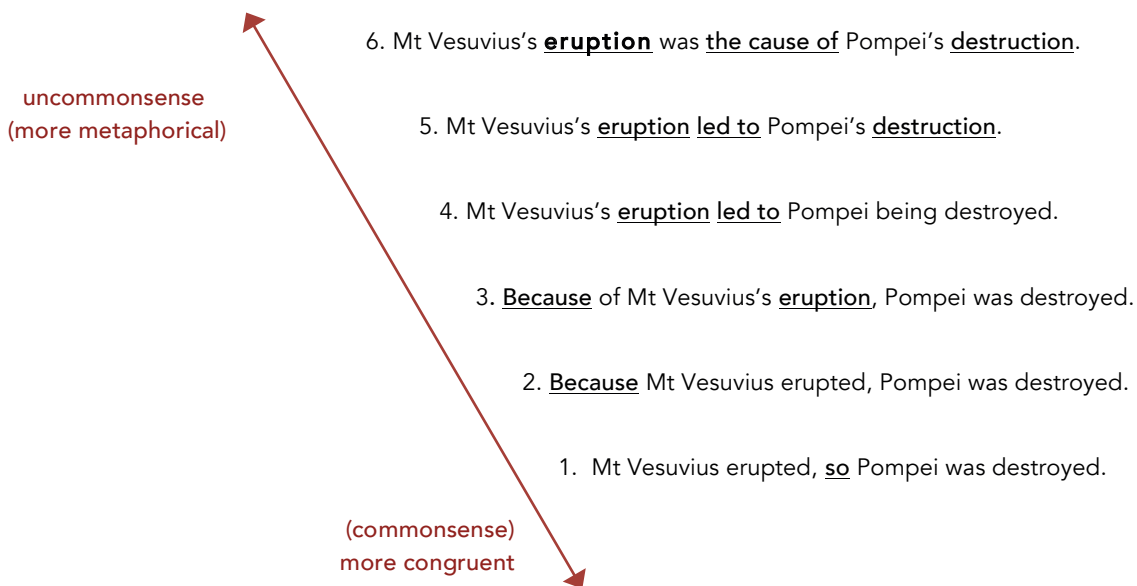 6. Mt Vesuvius's eruption was the cause of Pompei's destruction.
uncommonsense
(more metaphorical)
5. Mt Vesuvius's eruption led to Pompei's destruction.
4. Mt Vesuvius's eruption led to Pompei being destroyed.
3. Because of Mt Vesuvius's eruption, Pompei was destroyed.
2. Because Mt Vesuvius erupted, Pompei was destroyed.
1. Mt Vesuvius erupted, so Pompei was destroyed.
(commonsense)
more congruent